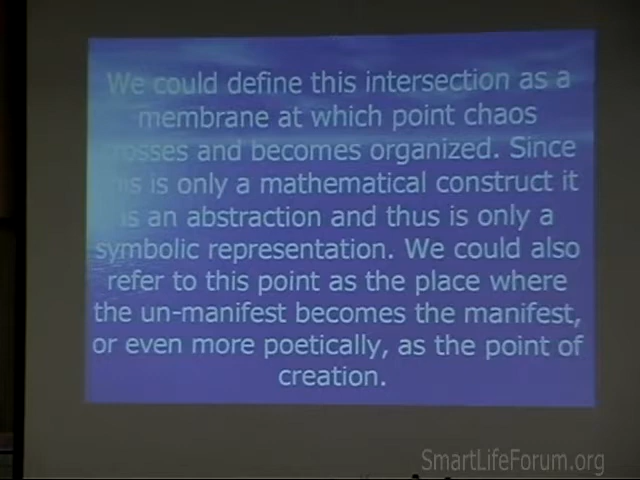 We could define this intersection as a
membrane at which point chaos
crosses and becomes organized. Since
this is only a mathematical construct it
is an abstraction and thus is only a
symbolic representation. We could also
refer to this point as the place where
the un-manifest becomes the manifest,
or even more poetically, as the point of
creation.
SmartLifeForum.org